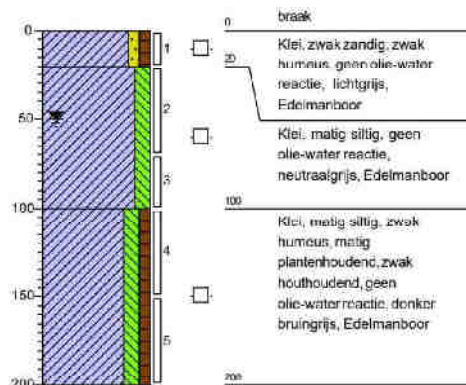 0
50
100
150
200
1
2
3
4
5
0
braak
Klei, zwak zandig, zwak
humeus, geen olie-water
reactie, lichtgrijs,
Edelmanboor
20
Klei, matig siltig, geen
olie-water reactie,
neutraalgrijs, Edelmanboor
100
Klei, matig siltig, zwak
humeus, matig
plantenhoudend, zwak
houthoudend, geen
olie-water reactie, donker
bruingrijs, Edelmanboor
200